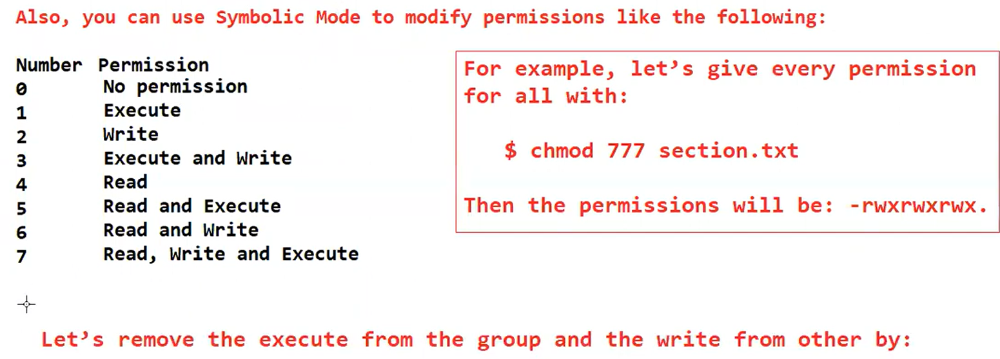 Also, you can use Symbolic Mode to modify permissions like the following:
Number Permission
0 No permission
1 Execute
2 Write
3 Execute and Write
4 Read
5 Read and Execute
6 Read and Write
7 Read, Write and Execute
For example, let’s give every permission
for all with:
$ chmod 777 section.txt
Then the permissions will be: -rwxrwxrwx.
Let’s remove the execute from the group and the write from other by: